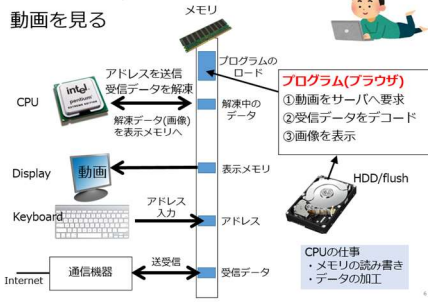 動画を見る
メモリ
プログラムの
ロード
アドレスを送信
受信データを解凍
intel
pentium
CPU
解凍データ(画像)
を表示メモリへ
解凍中の
データ
プログラム(ブラウザ)
①動画をサーバへ要求
②受信データをデコード
③画像を表示
Display
動画
表示メモリ
HDD/flush
Keyboard
アドレス
入力
アドレス
Internet
通信機器
送受信
受信データ
CPUの仕事
・メモリの読み書き
・データの加工